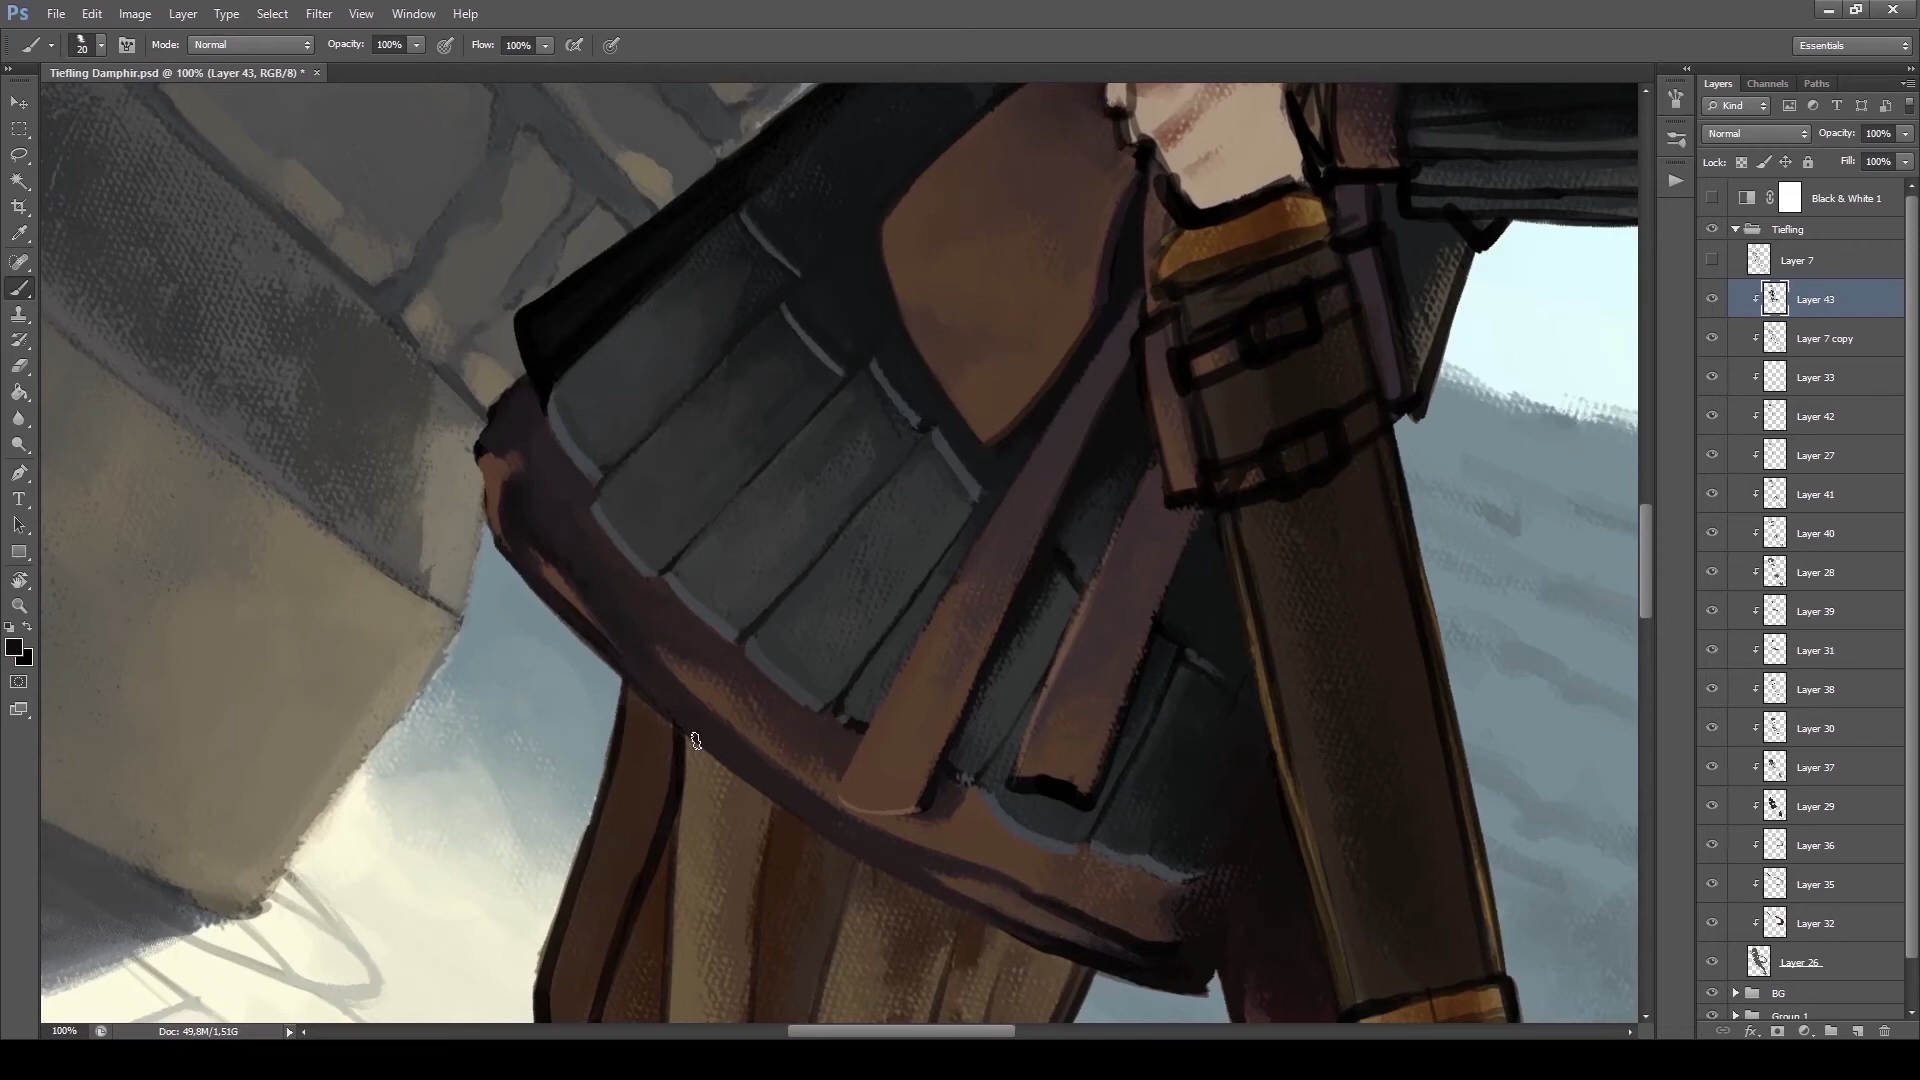 Ps File Edit Image Layer Type Select Filter Extract View Window Help
20 Mode: Normal Opacity: 100% Flow: 100% Essentials
Tiefling Damphir.psd @ 100% (Layer 43, RGB/8) * ×
Layers Channels Paths
Kind
Normal Opacity: 100%
Lock: Fill: 100%
Black & White 1
Tiefling
Layer 7
Layer 43
Layer 7 copy
Layer 33
Layer 42
Layer 27
Layer 41
Layer 40
Layer 28
Layer 39
Layer 31
Layer 38
Layer 30
Layer 37
Layer 29
Layer 36
Layer 35
Layer 32
Layer 26
BG
Group 1
100% Doc: 49,8M/1,51G